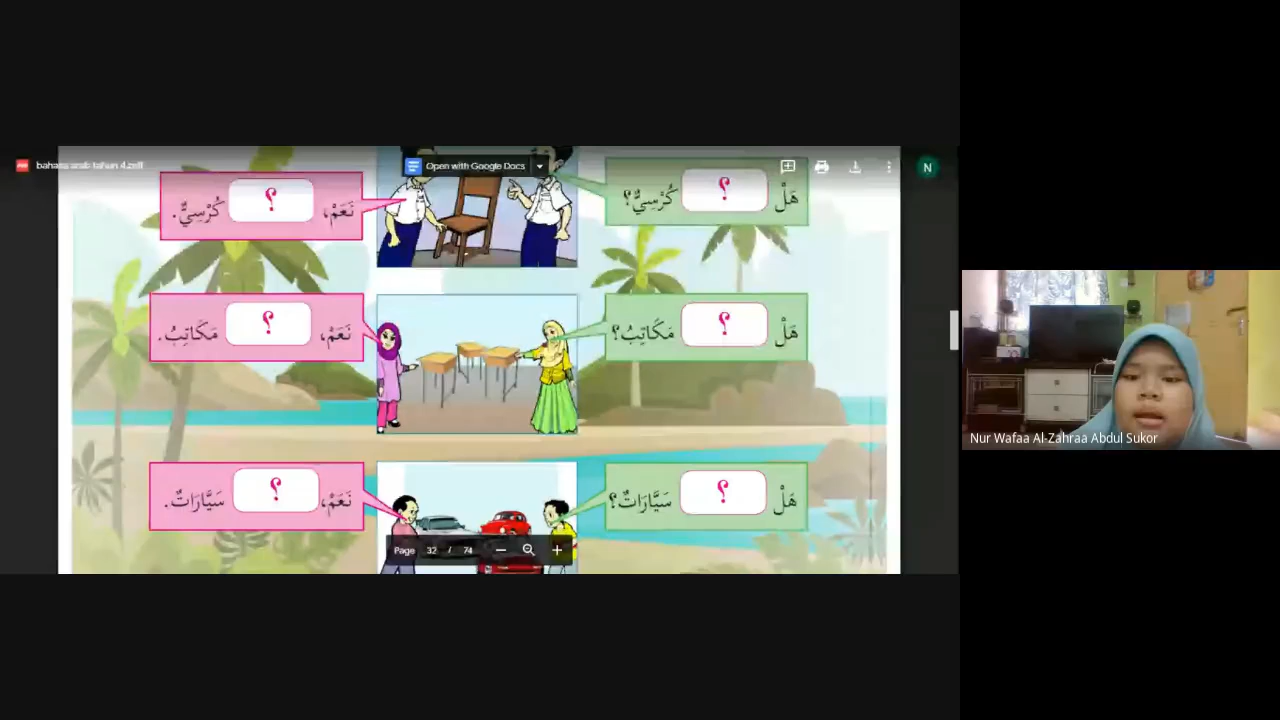 bahasa arab tahun 4.pdf
Open with Google Docs
N
هَلْ ؟ كُرْسِيٌّ؟
نَعَمْ، ؟ كُرْسِيٌّ.
هَلْ ؟ مَكَاتِبُ؟
نَعَمْ، ؟ مَكَاتِبُ.
هَلْ ؟ سَيَّارَاتٌ؟
نَعَمْ، ؟ سَيَّارَاتٌ.
Page 32 / 74
Nur Wafaa Al-Zahraa Abdul Sukor